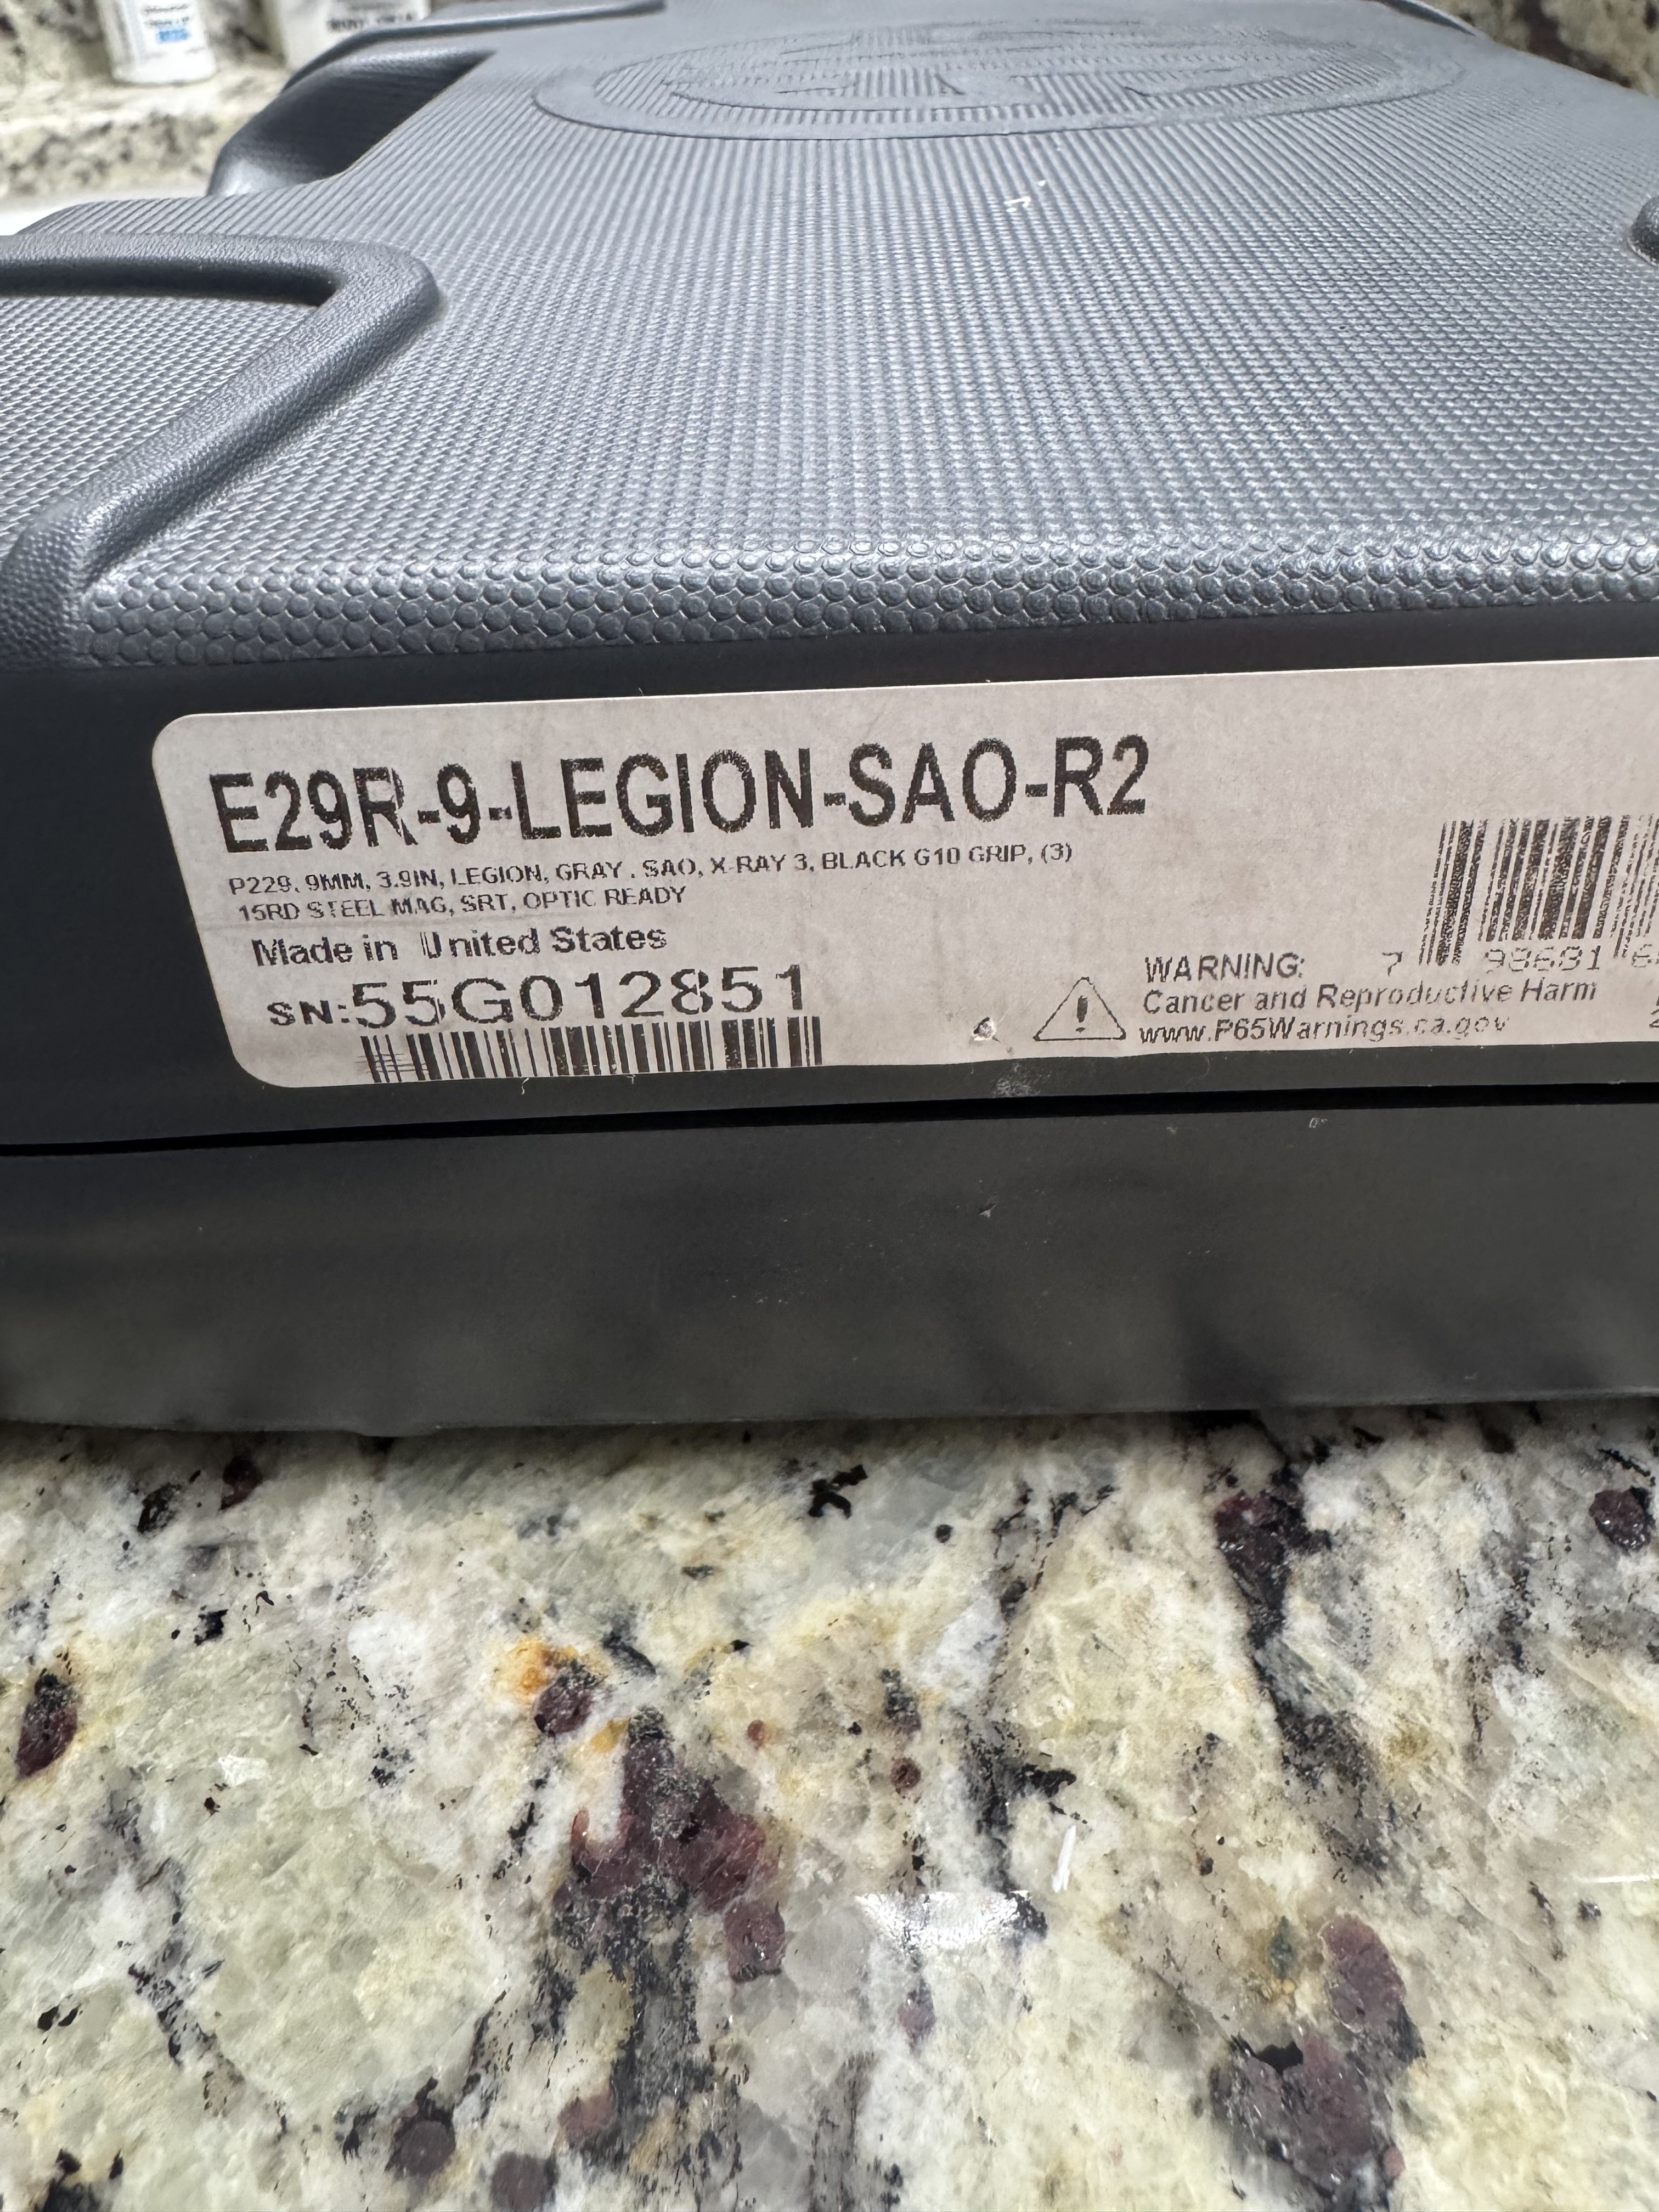 E29R-9-LEGION-SAO-R2
P229, 9MM, 3.9IN, LEGION, GRAY , SAO, X-RAY 3, BLACK G10 GRIP, (3)
15RD STEEL MAG, SRT, OPTIC READY
Made in United States
SN:55G012851
WARNING:
Cancer and Reproductive Harm
www.P65Warnings.ca.gov
7 98681